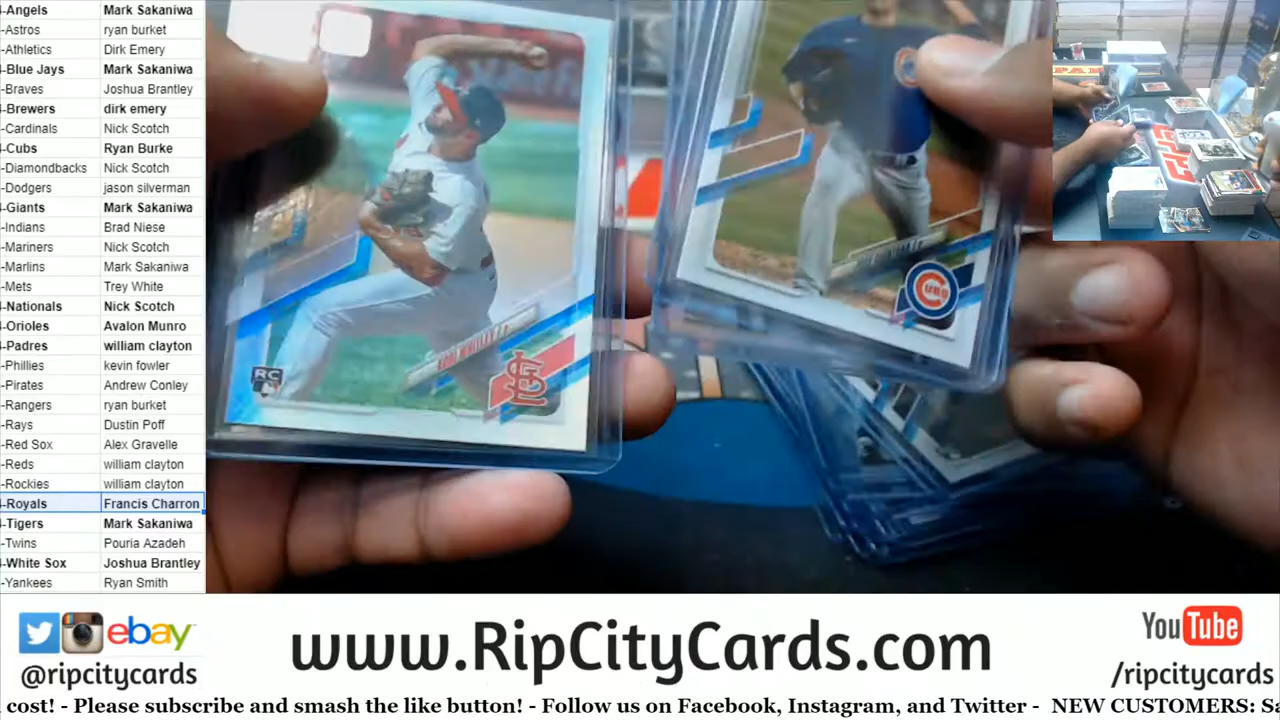 -Angels Mark Sakaniwa
-Astros ryan burket
-Athletics Dirk Emery
-Blue Jays Mark Sakaniwa
-Braves Joshua Brantley
-Brewers dirk emery
-Cardinals Nick Scotch
-Cubs Ryan Burke
-Diamondbacks Nick Scotch
-Dodgers jason silverman
-Giants Mark Sakaniwa
-Indians Brad Niese
-Mariners Nick Scotch
-Marlins Mark Sakaniwa
-Mets Trey White
-Nationals Nick Scotch
-Orioles Avalon Munro
-Padres william clayton
-Phillies kevin fowler
-Pirates Andrew Conley
-Rangers ryan burket
-Rays Dustin Poff
-Red Sox Alex Gravelle
-Reds william clayton
-Rockies william clayton
-Royals Francis Charron
-Tigers Mark Sakaniwa
-Twins Pouria Azadeh
-White Sox Joshua Brantley
-Yankees Ryan Smith
RC
CUBS
ebay
@ripcitycards
www.RipCityCards.com
YouTube
/ripcitycards
cost! - Please subscribe and smash the like button! - Follow us on Facebook, Instagram, and Twitter - NEW CUSTOMERS: Sa